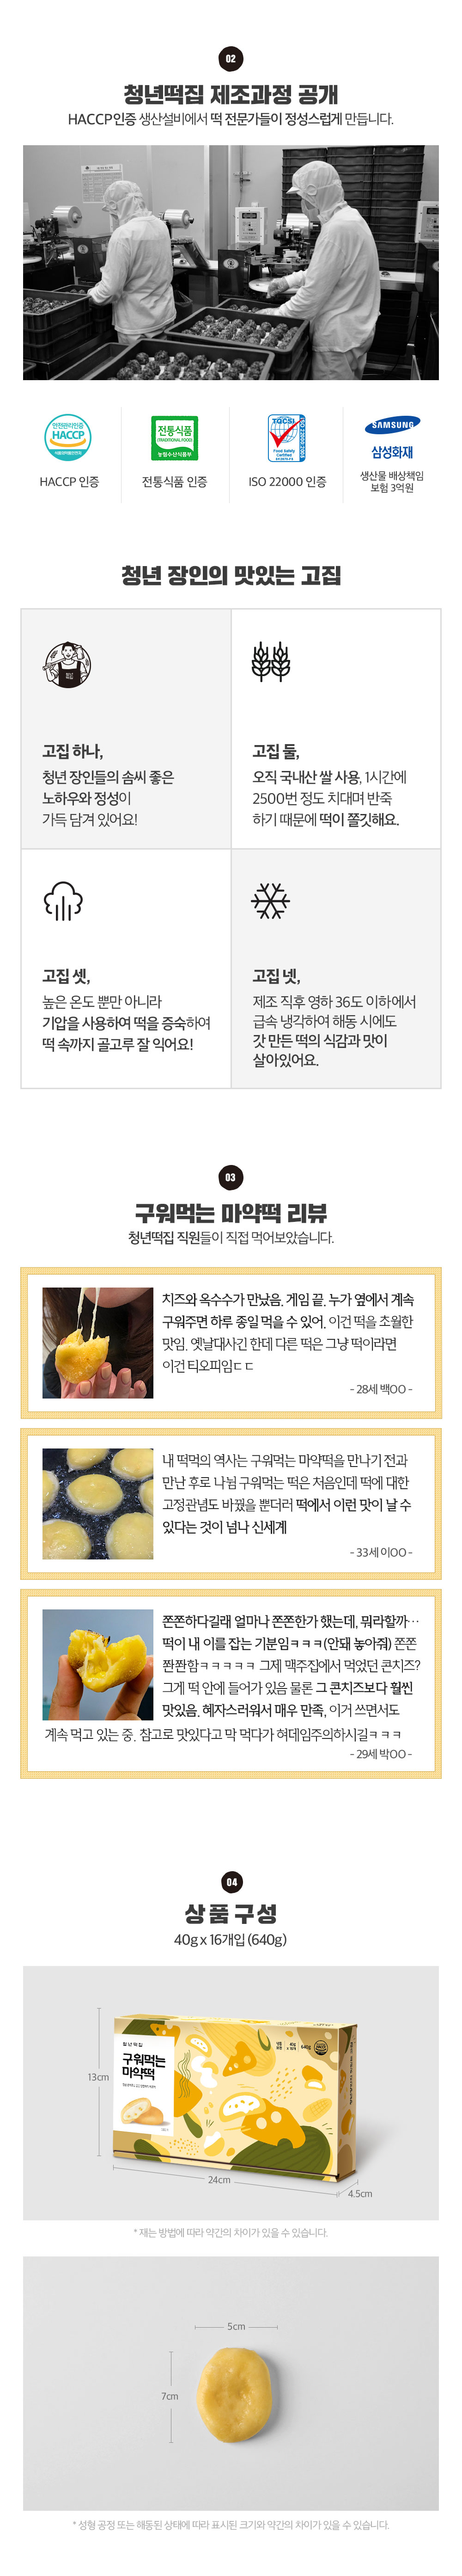 02
청년떡집 제조과정 공개
HACCP인증 생산설비에서 떡 전문가들이 정성스럽게 만듭니다.
안전관리인증
HACCP
식품의약품안전처
전통식품
(TRADITIONAL FOOD)
농림수산식품부
TQCSI
Food Safety
Certified
SAMSUNG
삼성화재
HACCP 인증
전통식품 인증
ISO 22000 인증
생산물 배상책임
보험 3억원
청년 장인의 맛있는 고집
고집 하나,
청년 장인들의 솜씨 좋은
노하우와 정성이
가득 담겨 있어요!
고집 둘,
오직 국내산 쌀 사용, 1시간에
2500번 정도 치대며 반죽
하기 때문에 떡이 쫄깃해요.
고집 셋,
높은 온도 뿐만 아니라
기압을 사용하여 떡을 증숙하여
떡 속까지 골고루 잘 익어요!
고집 넷,
제조 직후 영하 36도 이하에서
급속 냉각하여 해동 시에도
갓 만든 떡의 식감과 맛이
살아있어요.
03
구워먹는 마약떡 리뷰
청년떡집 직원들이 직접 먹어보았습니다.
치즈와 옥수수가 만났음. 게임 끝. 누가 옆에서 계속
구워주면 하루 종일 먹을 수 있어. 이건 떡을 초월한
맛임. 옛날대사긴 한데 다른 떡은 그냥 떡이라면
이건 티오피임ㄷㄷ
- 28세 백OO -
내 떡먹의 역사는 구워먹는 마약떡을 만나기 전과
만난 후로 나뉨 구워먹는 떡은 처음인데 떡에 대한
고정관념도 바꿨을 뿐더러 떡에서 이런 맛이 날 수
있다는 것이 넘나 신세계
- 33세 이OO -
쫀쫀하다길래 얼마나 쫀쫀한가 했는데, 뭐라할까…
떡이 내 이를 잡는 기분임ㅋㅋㅋ(안돼 놓아줘) 쫀쫀
쫜쫜함ㅋㅋㅋㅋㅋ 그제 맥주집에서 먹었던 콘치즈?
그게 떡 안에 들어가 있음 물론 그 콘치즈보다 훨씬
맛있음. 혜자스러워서 매우 만족, 이거 쓰면서도
계속 먹고 있는 중. 참고로 맛있다고 막 먹다가 혀데임주의하시길ㅋㅋㅋ
- 29세 박OO -
04
상품구성
40g x 16개입 (640g)
청년떡집
구워먹는
마약떡
640g
13cm
24cm
4.5cm
* 재는 방법에 따라 약간의 차이가 있을 수 있습니다.
5cm
7cm
* 성형 공정 또는 해동된 상태에 따라 표시된 크기와 약간의 차이가 있을 수 있습니다.